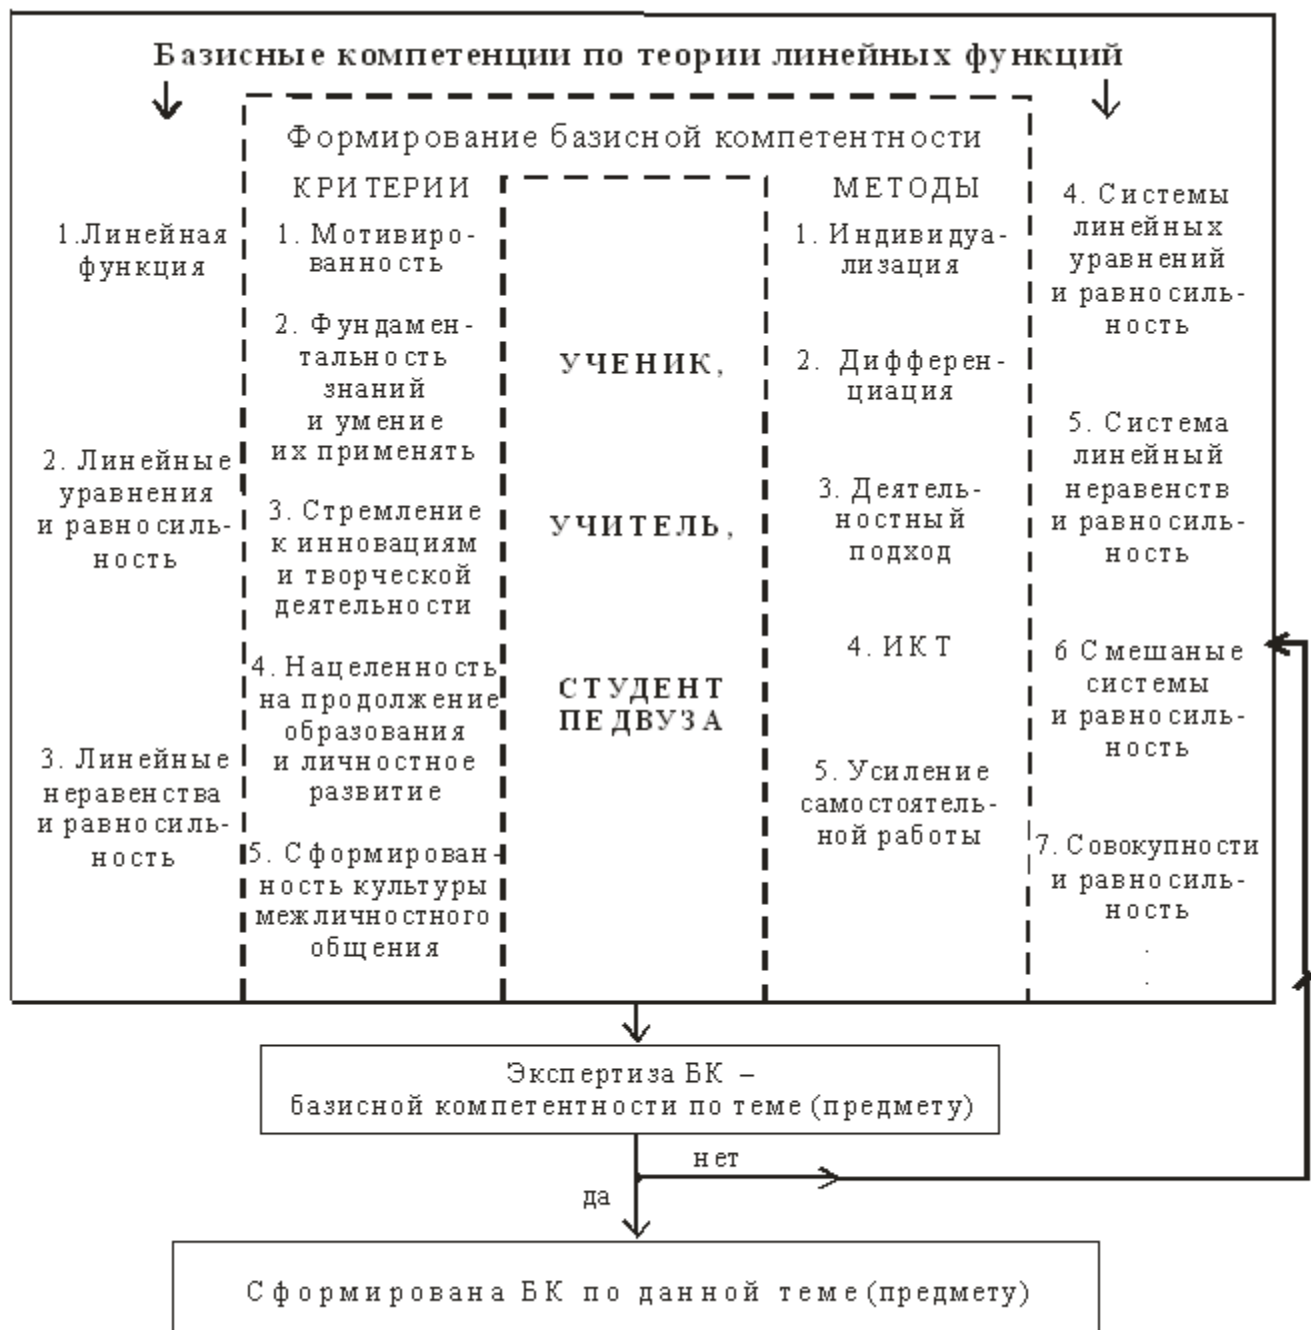 Базисные компетенции по теории линейных функций
Формирование базисной компетентности
КРИТЕРИИ
МЕТОДЫ
1.Линейная
функция
2. Линейные
уравнения
и равносиль-
ность
3. Линейные
неравенства
и равносиль-
ность
1. Мотивиро-
ванность
2. Фундамен-
тальность
знаний
и умение
их применять
3. Стремление
к инновациям
и творческой
деятельности
4. Нацеленность
на продолжение
образования
и личностное
развитие
5. Сформирован-
ность культуры
межличностного
общения
УЧЕНИК,
УЧИТЕЛЬ,
СТУДЕНТ
ПЕДВУЗА
1. Индивидуа-
лизация
2. Дифферен-
циация
3. Деятель-
ностный
подход
4. ИКТ
5. Усиление
самостоятель-
ной работы
4. Системы
линейных
уравнений
и равносиль-
ность
5. Система
линейный
неравенств
и равносиль-
ность
6 Смешаные
системы
и равносиль-
ность
7. Совокупности
и равносиль-
ность
.
.
Экспертиза БК –
базисной компетентности по теме (предмету)
нет
да
Сформирована БК по данной теме (предмету)